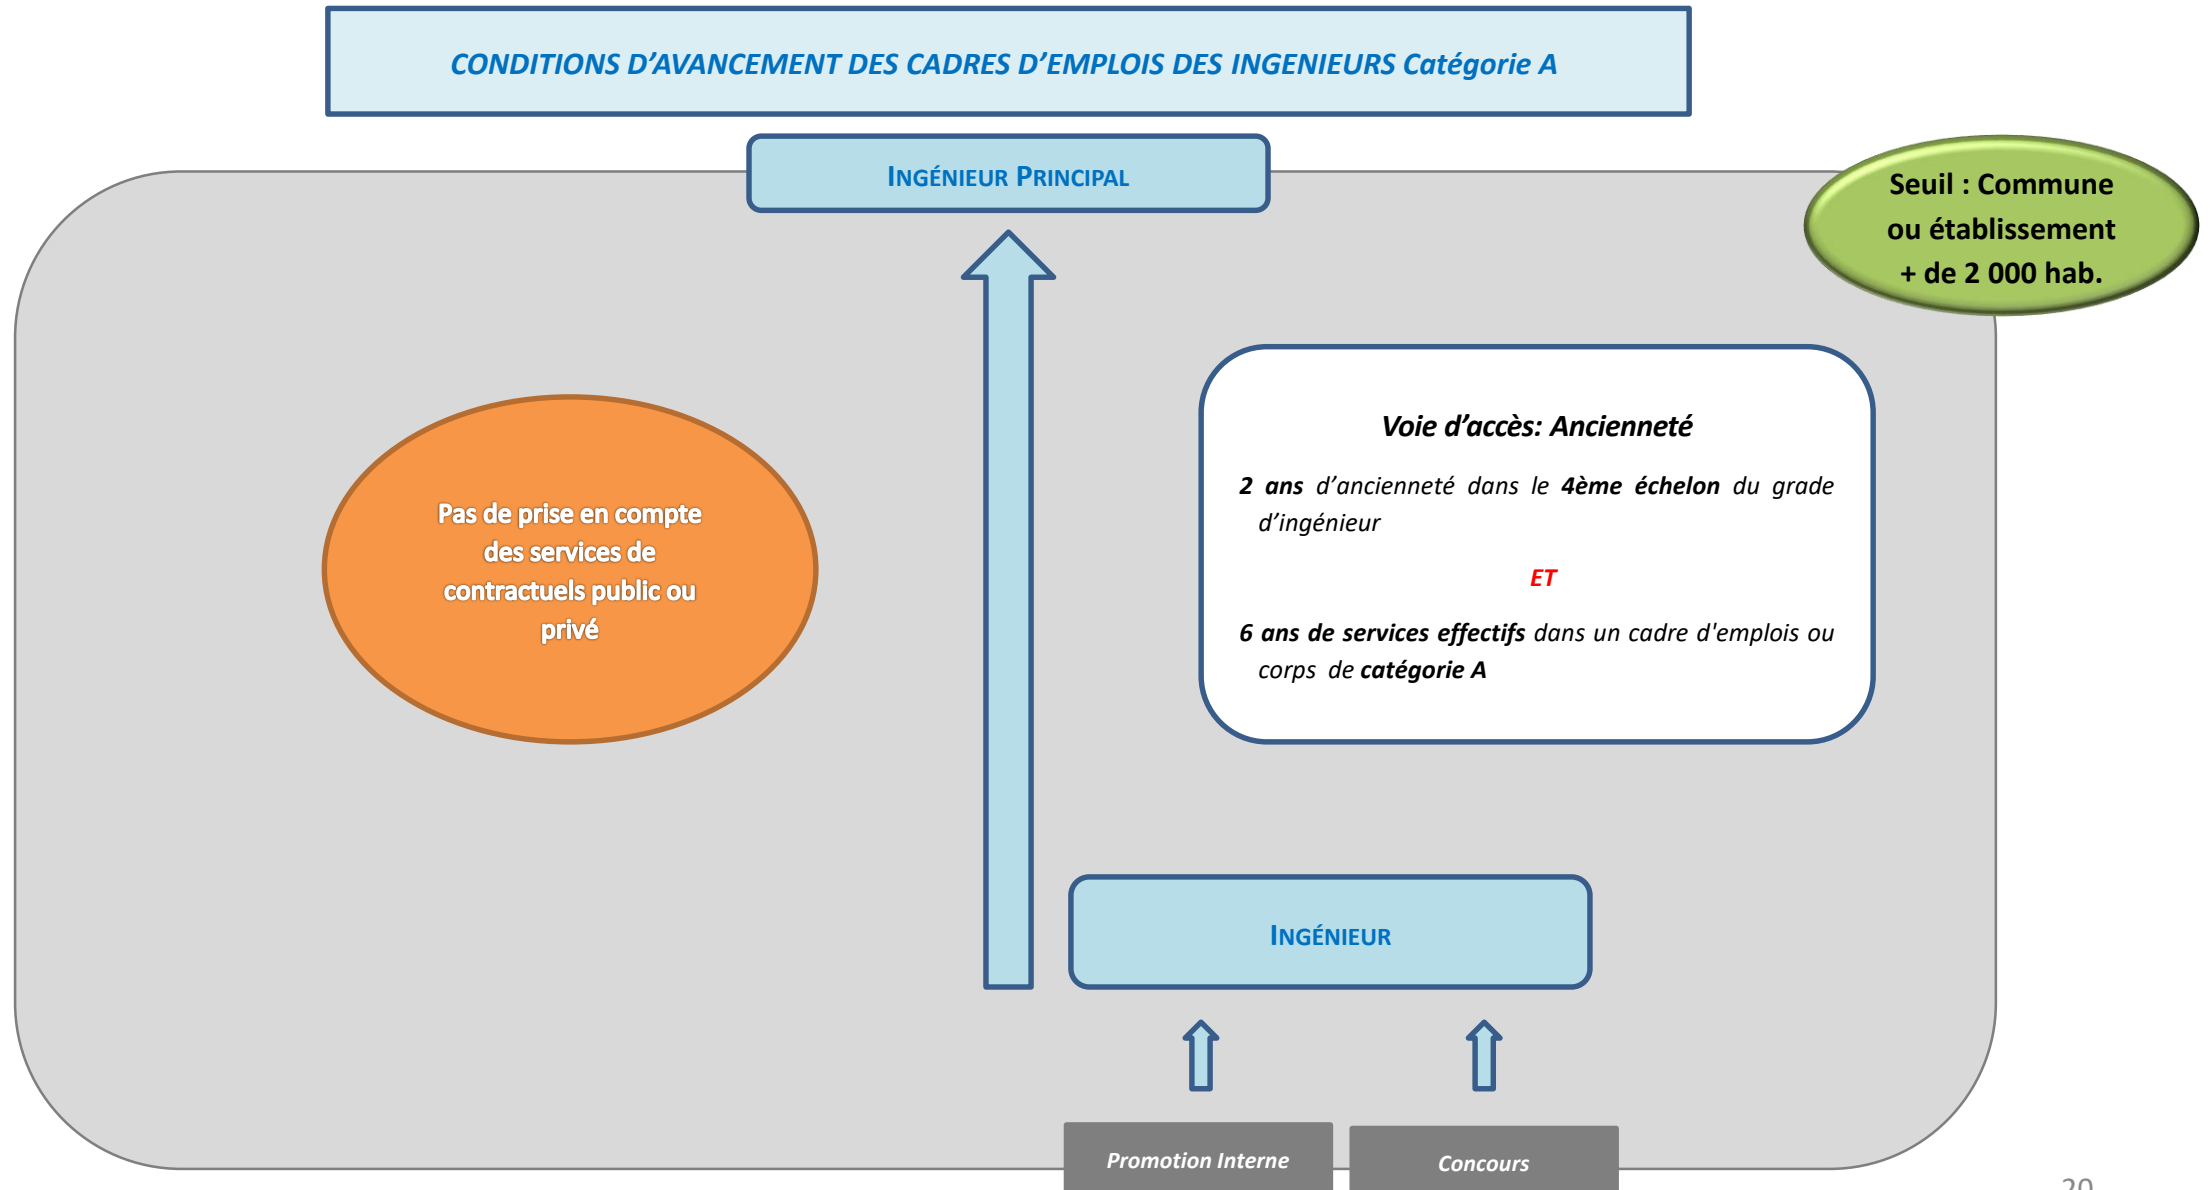 CONDITIONS D’AVANCEMENT DES CADRES D’EMPLOIS DES INGENIEURS Catégorie A
INGÉNIEUR PRINCIPAL
Seuil : Commune
ou établissement
+ de 2 000 hab.
Pas de prise en compte
des services de
contractuels public ou
privé
Voie d’accès: Ancienneté
2 ans d’ancienneté dans le 4ème échelon du grade
d’ingénieur
ET
6 ans de services effectifs dans un cadre d'emplois ou
corps de catégorie A
INGÉNIEUR
Promotion Interne
Concours
20